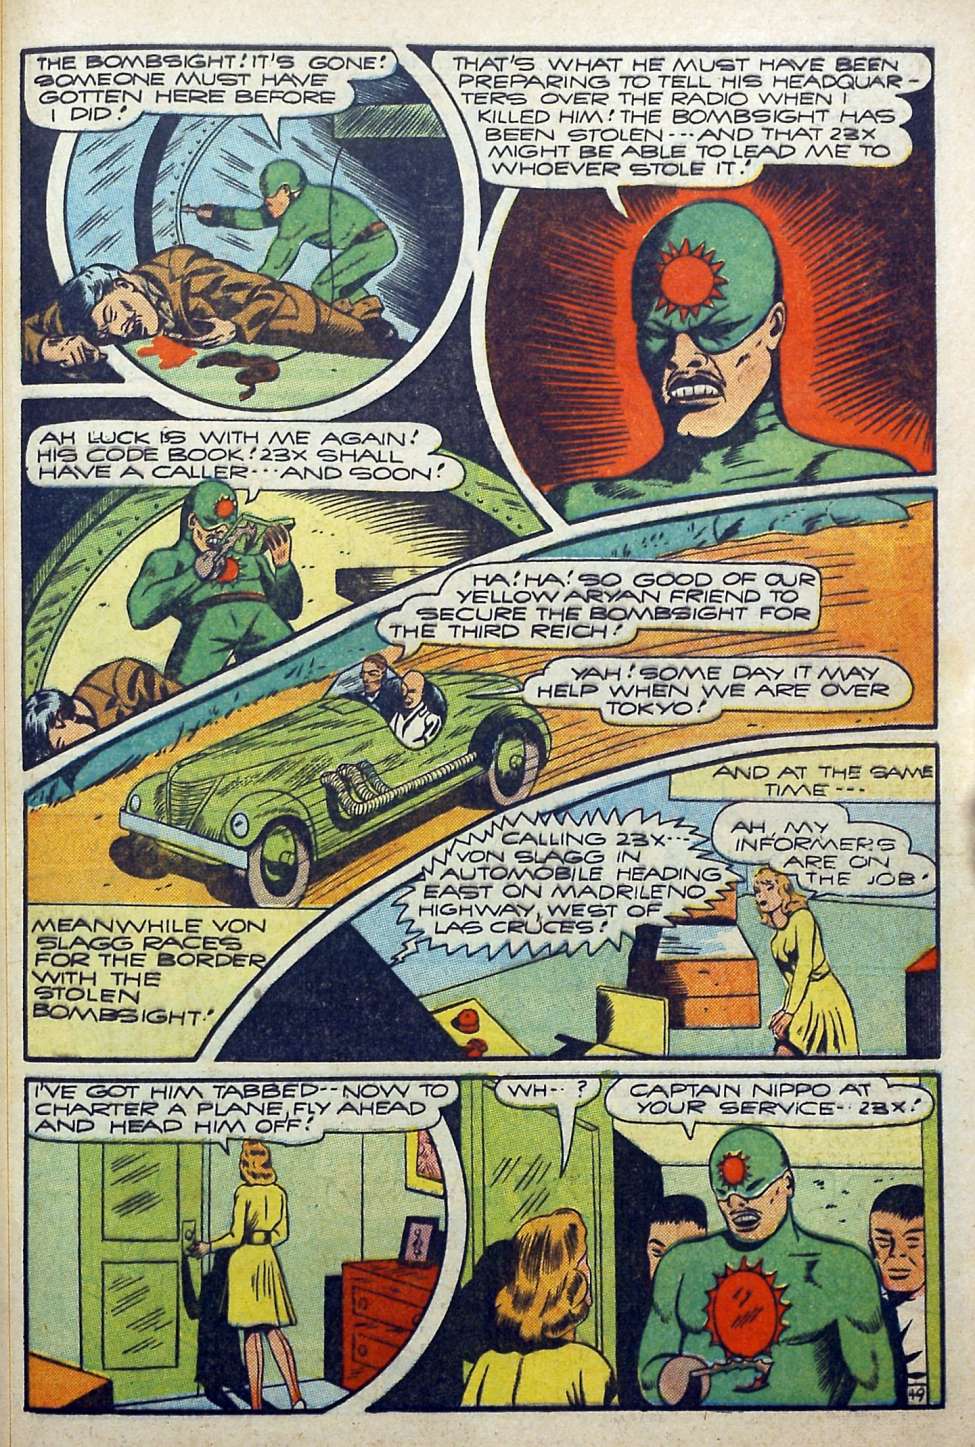 THE BOMBSIGHT! IT'S GONE!
SOMEONE MUST HAVE
GOTTEN HERE BEFORE
I DID!
THAT'S WHAT HE MUST HAVE BEEN
PREPARING TO TELL HIS HEADQUAR-
TERS OVER THE RADIO WHEN I
KILLED HIM! THE BOMBSIGHT HAS
BEEN STOLEN---AND THAT 23X
MIGHT BE ABLE TO LEAD ME TO
WHOEVER STOLE IT!
AH LUCK IS WITH ME AGAIN!
HIS CODE BOOK! 23X SHALL
HAVE A CALLER---AND SOON!
HA! HA! SO GOOD OF OUR
YELLOW ARYAN FRIEND TO
SECURE THE BOMBSIGHT FOR
THE THIRD REICH!
YAH! SOME DAY IT MAY
HELP WHEN WE ARE OVER
TOKYO!
MEANWHILE VON
SLAGG RACES
FOR THE BORDER
WITH THE
STOLEN
BOMBSIGHT!
AND AT THE SAME
TIME---
CALLING 23X---
VON SLAGG IN
AUTOMOBILE HEADING
EAST ON MADRILENO
HIGHWAY, WEST OF
LAS CRUCES!
AH, MY
INFORMERS
ARE ON
THE JOB!
I'VE GOT HIM TABBED--NOW TO
CHARTER A PLANE, FLY AHEAD
AND HEAD HIM OFF!
WH--?
CAPTAIN NIPPO AT
YOUR SERVICE--23X!
49